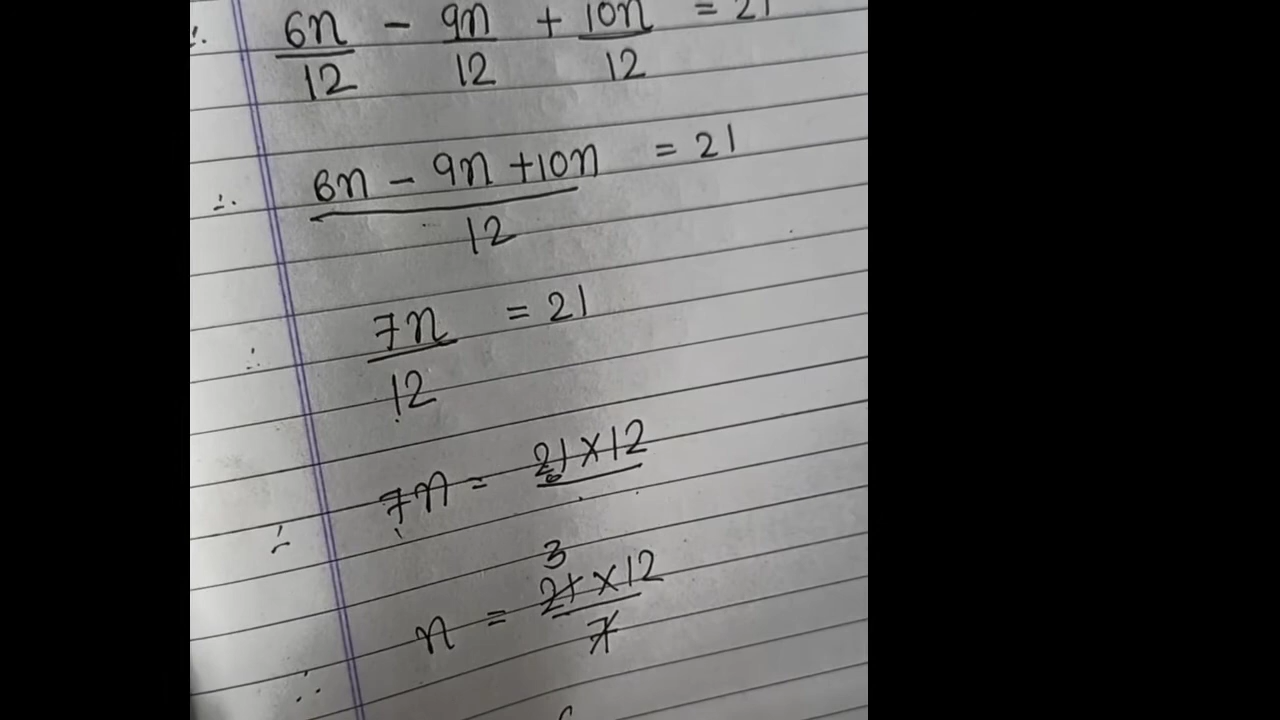 ∴ 6n/12 - 9n/12 + 10n/12 = 21
∴ 6n - 9n + 10n / 12 = 21
∴ 7n/12 = 21
∴ 7n = 21 × 12
3
∴ n = 21 × 12 / 7